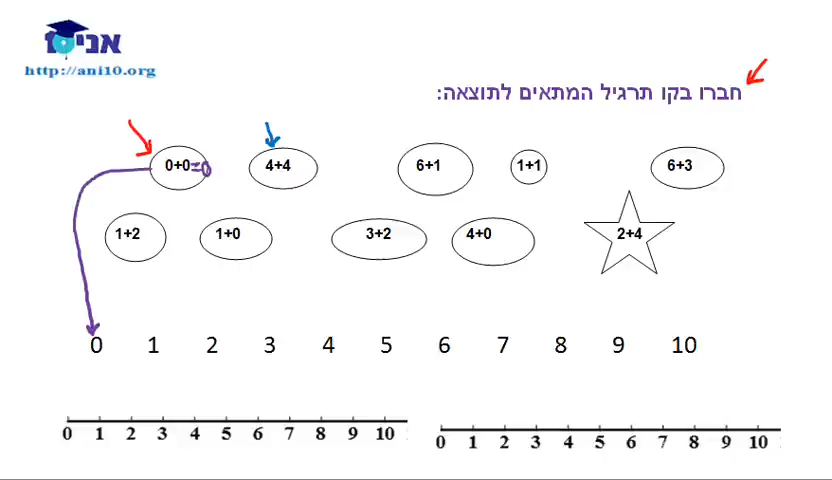 אני10
http://ani10.org
חברו בקו תרגיל המתאים לתוצאה:
0+0=0 4+4 6+1 1+1 6+3
1+2 1+0 3+2 4+0 2+4
0 1 2 3 4 5 6 7 8 9 10
0 1 2 3 4 5 6 7 8 9 10
0 1 2 3 4 5 6 7 8 9 10